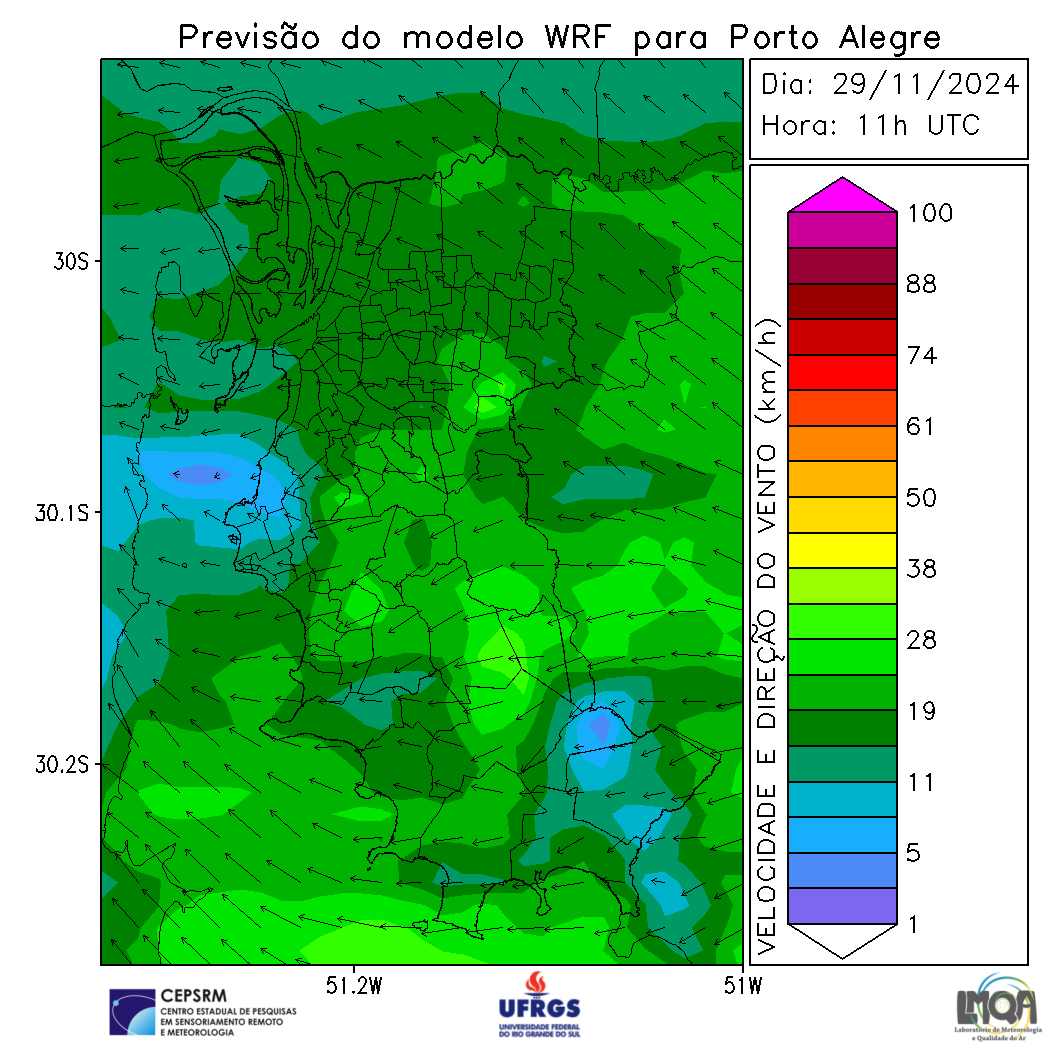 Previsão do modelo WRF para Porto Alegre
Dia: 29/11/2024
Hora: 11h UTC
30S
30.1S
30.2S
51.2W
51W
VELOCIDADE E DIREÇÃO DO VENTO (km/h)
100
88
74
61
50
38
28
19
11
5
1
CEPSRM
CENTRO ESTADUAL DE PESQUISAS
EM SENSORIAMENTO REMOTO
E METEOROLOGIA
UFRGS
UNIVERSIDADE FEDERAL
DO RIO GRANDE DO SUL
LMQA
Laboratório de Meteorologia
e Qualidade do Ar